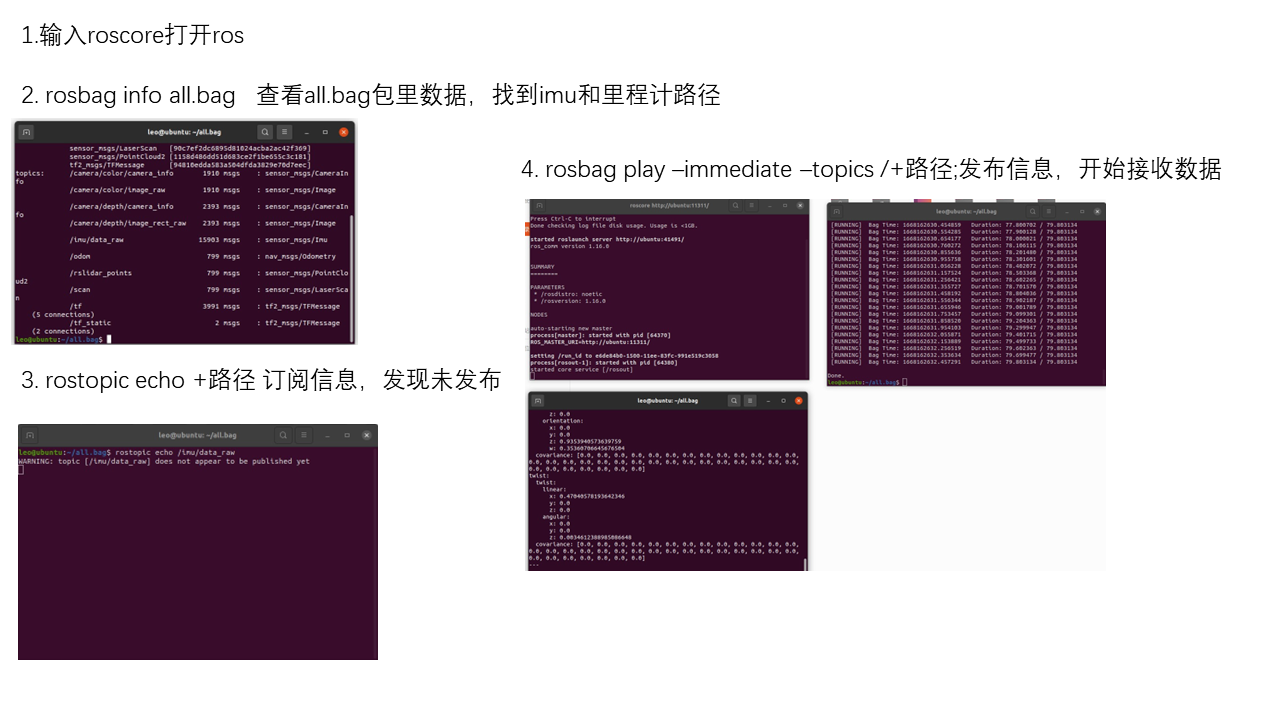 1.输入roscore打开ros
2. rosbag info all.bag 查看all.bag包里数据，找到imu和里程计路径
leo@ubuntu: ~/all.bag
sensor_msgs/LaserScan [90c7ef2dc6895d81024acba2ac42f369]
sensor_msgs/PointCloud2 [1158d486dd51d683ce2f1be655c3c181]
tf2_msgs/TFMessage [94810edda583a504dfda3829e70d7eec]
topics: /camera/color/camera_info 1910 msgs : sensor_msgs/CameraIn
fo
/camera/color/image_raw 1910 msgs : sensor_msgs/Image
/camera/depth/camera_info 2393 msgs : sensor_msgs/CameraIn
fo
/camera/depth/image_rect_raw 2393 msgs : sensor_msgs/Image
/imu/data_raw 15903 msgs : sensor_msgs/Imu
/odom 799 msgs : nav_msgs/Odometry
/rslidar_points 799 msgs : sensor_msgs/PointClo
ud2
/scan 799 msgs : sensor_msgs/LaserSca
n
/tf 3991 msgs : tf2_msgs/TFMessage
(5 connections)
/tf_static 2 msgs : tf2_msgs/TFMessage
(2 connections)
leo@ubuntu:~/all.bag$
3. rostopic echo +路径 订阅信息，发现未发布
leo@ubuntu: ~/all.bag
leo@ubuntu:~/all.bag$ rostopic echo /imu/data_raw
WARNING: topic [/imu/data_raw] does not appear to be published yet
4. rosbag play –immediate –topics /+路径;发布信息，开始接收数据
roscore http://ubuntu:11311/
Press Ctrl-C to interrupt
Done checking log file disk usage. Usage is <1GB.
started roslaunch server http://ubuntu:41491/
ros_comm version 1.16.0
SUMMARY
========
PARAMETERS
* /rosdistro: noetic
* /rosversion: 1.16.0
NODES
auto-starting new master
process[master]: started with pid [64370]
ROS_MASTER_URI=http://ubuntu:11311/
setting /run_id to e6de84b0-1500-11ee-83fc-991e519c3058
process[rosout-1]: started with pid [64380]
started core service [/rosout]
leo@ubuntu: ~/all.bag
[RUNNING] Bag Time: 1668162630.454859 Duration: 77.800702 / 79.803134
[RUNNING] Bag Time: 1668162630.554285 Duration: 77.900128 / 79.803134
[RUNNING] Bag Time: 1668162630.654177 Duration: 78.000021 / 79.803134
[RUNNING] Bag Time: 1668162630.760272 Duration: 78.106115 / 79.803134
[RUNNING] Bag Time: 1668162630.855636 Duration: 78.201480 / 79.803134
[RUNNING] Bag Time: 1668162630.955758 Duration: 78.301601 / 79.803134
[RUNNING] Bag Time: 1668162631.056228 Duration: 78.402072 / 79.803134
[RUNNING] Bag Time: 1668162631.157524 Duration: 78.503368 / 79.803134
[RUNNING] Bag Time: 1668162631.256421 Duration: 78.602265 / 79.803134
[RUNNING] Bag Time: 1668162631.355727 Duration: 78.701570 / 79.803134
[RUNNING] Bag Time: 1668162631.458192 Duration: 78.804036 / 79.803134
[RUNNING] Bag Time: 1668162631.556344 Duration: 78.902187 / 79.803134
[RUNNING] Bag Time: 1668162631.655946 Duration: 79.001789 / 79.803134
[RUNNING] Bag Time: 1668162631.753457 Duration: 79.099301 / 79.803134
[RUNNING] Bag Time: 1668162631.858520 Duration: 79.204363 / 79.803134
[RUNNING] Bag Time: 1668162631.954103 Duration: 79.299947 / 79.803134
[RUNNING] Bag Time: 1668162632.055871 Duration: 79.401715 / 79.803134
[RUNNING] Bag Time: 1668162632.153889 Duration: 79.499733 / 79.803134
[RUNNING] Bag Time: 1668162632.256519 Duration: 79.602363 / 79.803134
[RUNNING] Bag Time: 1668162632.353634 Duration: 79.699477 / 79.803134
[RUNNING] Bag Time: 1668162632.457291 Duration: 79.803134 / 79.803134
Done.
leo@ubuntu:~/all.bag$
leo@ubuntu: ~/all.bag
z: 0.0
orientation:
x: 0.0
y: 0.0
z: 0.9353940573639759
w: 0.35360706645676504
covariance: [0.0, 0.0, 0.0, 0.0, 0.0, 0.0, 0.0, 0.0, 0.0, 0.0, 0.0, 0.0, 0.0,
0.0, 0.0, 0.0, 0.0, 0.0, 0.0, 0.0, 0.0, 0.0, 0.0, 0.0, 0.0, 0.0, 0.0, 0.0, 0.0,
0.0, 0.0, 0.0, 0.0, 0.0, 0.0, 0.0]
twist:
twist:
linear:
x: 0.47040578193642346
y: 0.0
z: 0.0
angular:
x: 0.0
y: 0.0
z: 0.0034612388985086648
covariance: [0.0, 0.0, 0.0, 0.0, 0.0, 0.0, 0.0, 0.0, 0.0, 0.0, 0.0, 0.0, 0.0,
0.0, 0.0, 0.0, 0.0, 0.0, 0.0, 0.0, 0.0, 0.0, 0.0, 0.0, 0.0, 0.0, 0.0, 0.0, 0.0,
0.0, 0.0, 0.0, 0.0, 0.0, 0.0, 0.0]
---